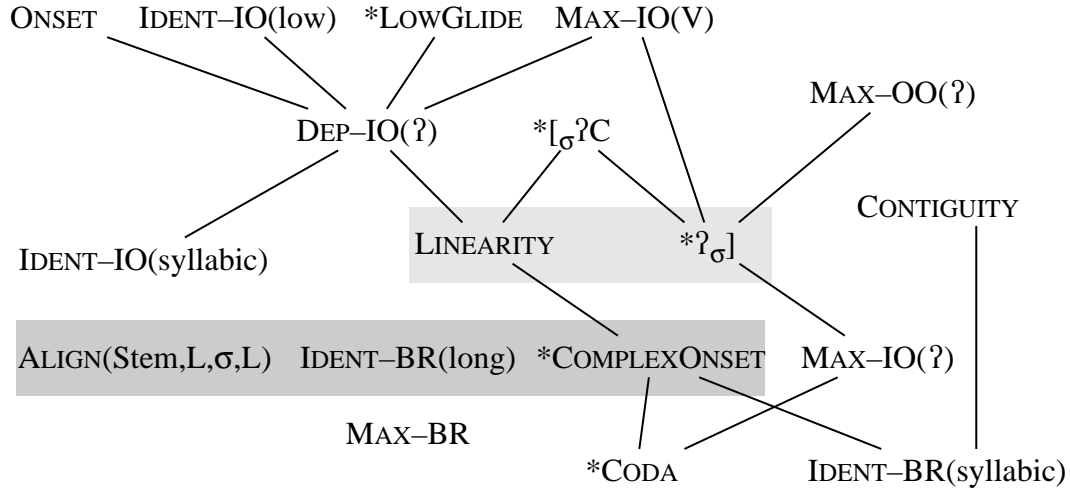 ONSET IDENT–IO(low) *LOWGLIDE MAX–IO(V)
MAX–OO(ʔ)
DEP–IO(ʔ) *[σʔC
CONTIGUITY
LINEARITY *ʔσ]
IDENT–IO(syllabic)
ALIGN(Stem,L,σ,L) IDENT–BR(long) *COMPLEXONSET MAX–IO(ʔ)
MAX–BR
*CODA IDENT–BR(syllabic)